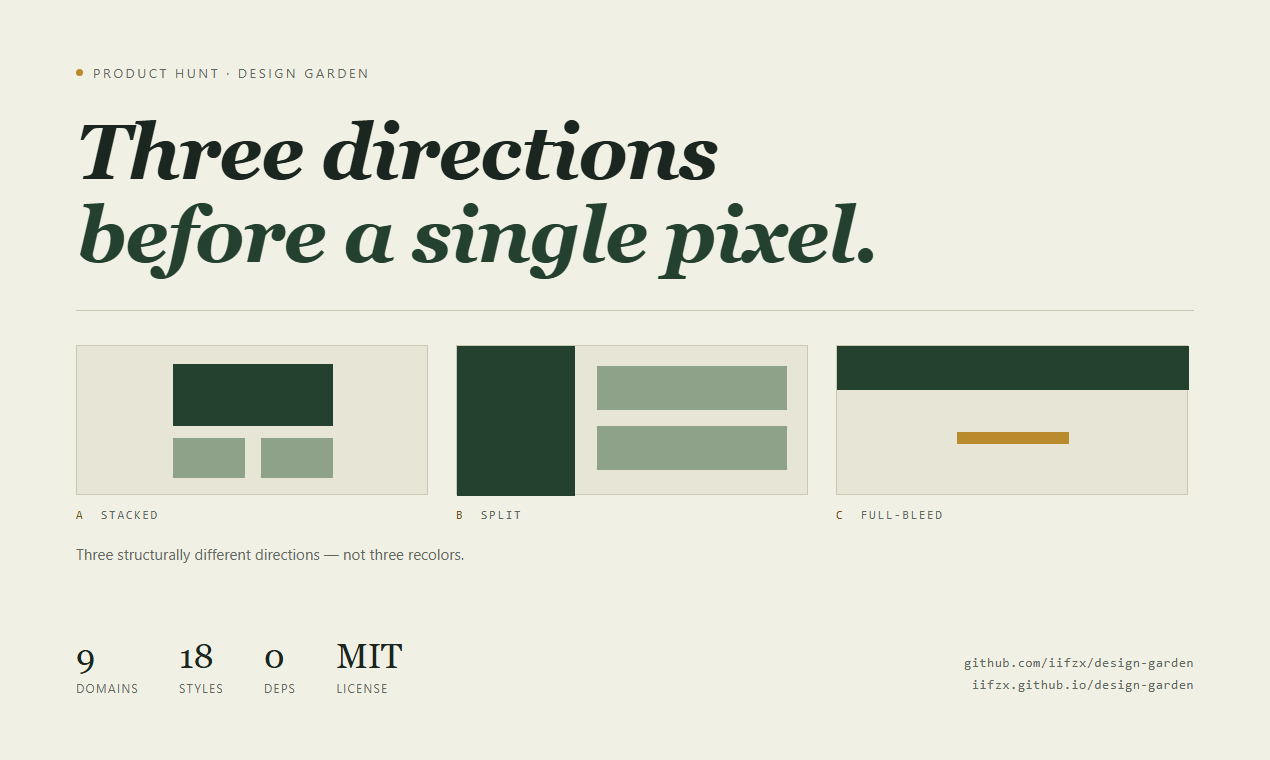 PRODUCT HUNT · DESIGN GARDEN
Three directions
before a single pixel.
A STACKED
B SPLIT
C FULL-BLEED
Three structurally different directions — not three recolors.
9 18 0 MIT
DOMAINS STYLES DEPS LICENSE
github.com/iifzx/design-garden
iifzx.github.io/design-garden